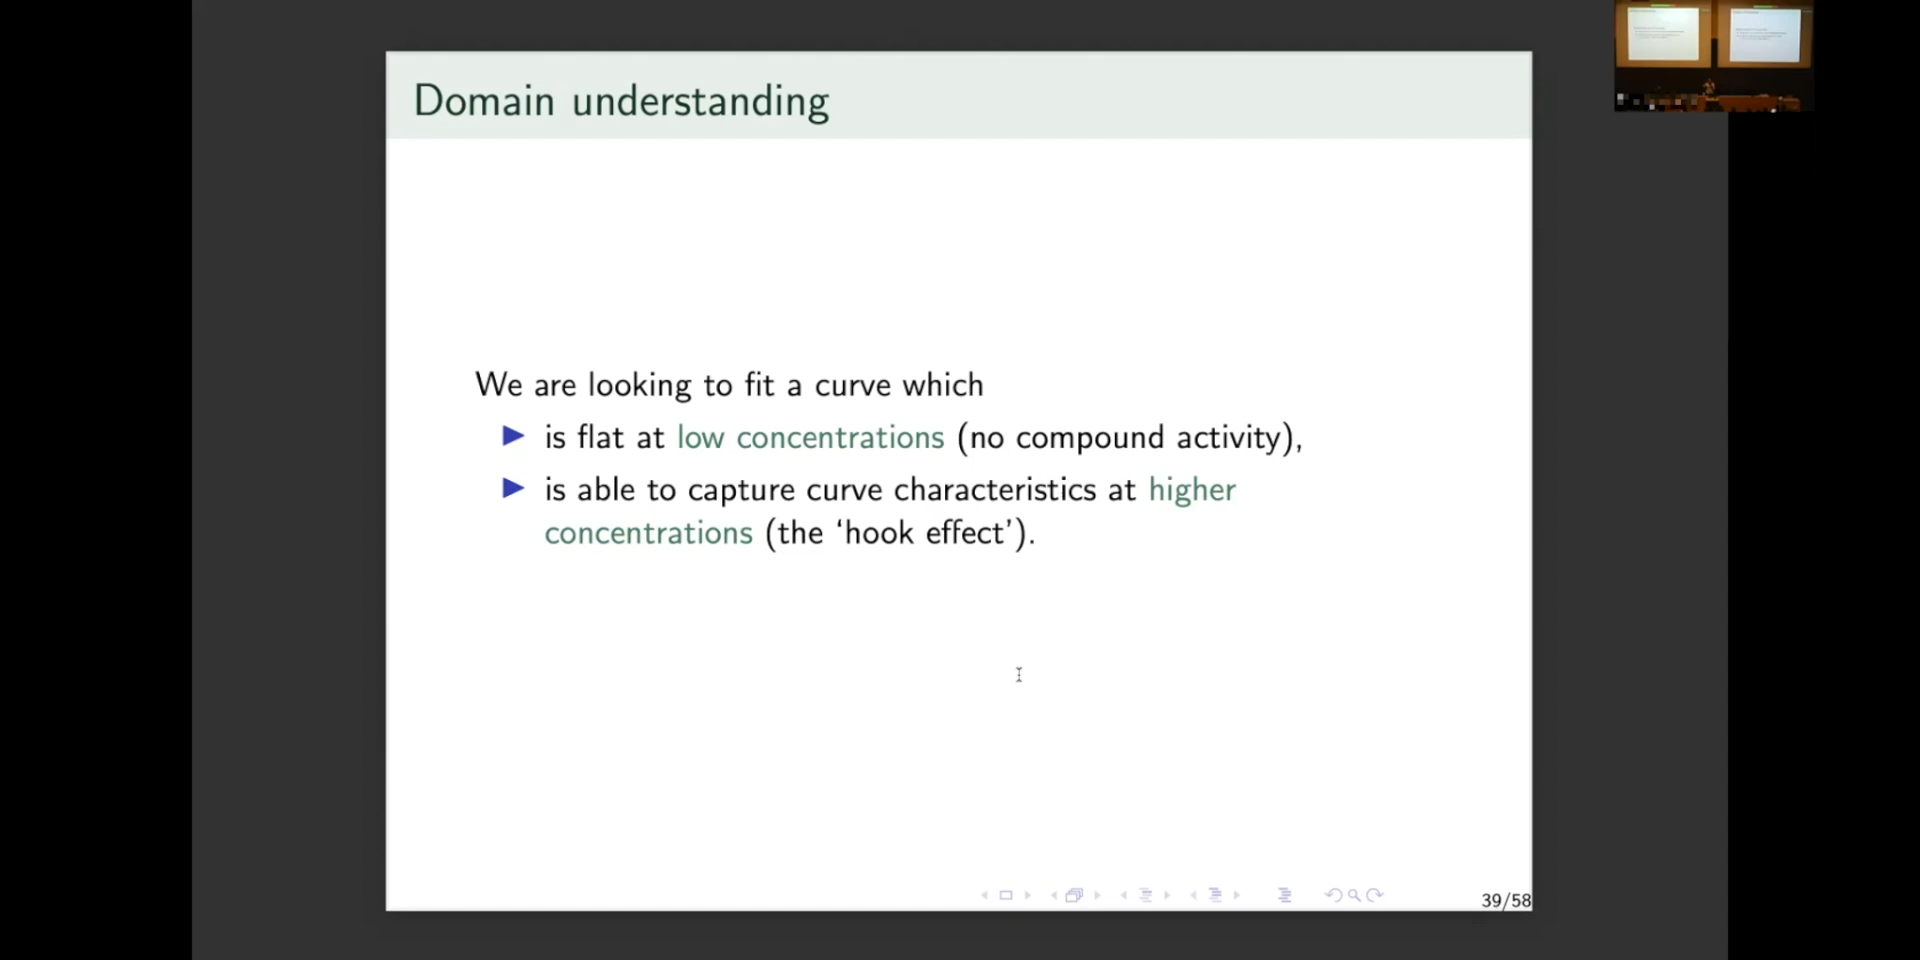 Domain understanding
We are looking to fit a curve which
▶ is flat at low concentrations (no compound activity),
▶ is able to capture curve characteristics at higher
concentrations (the ‘hook effect’).
39/58